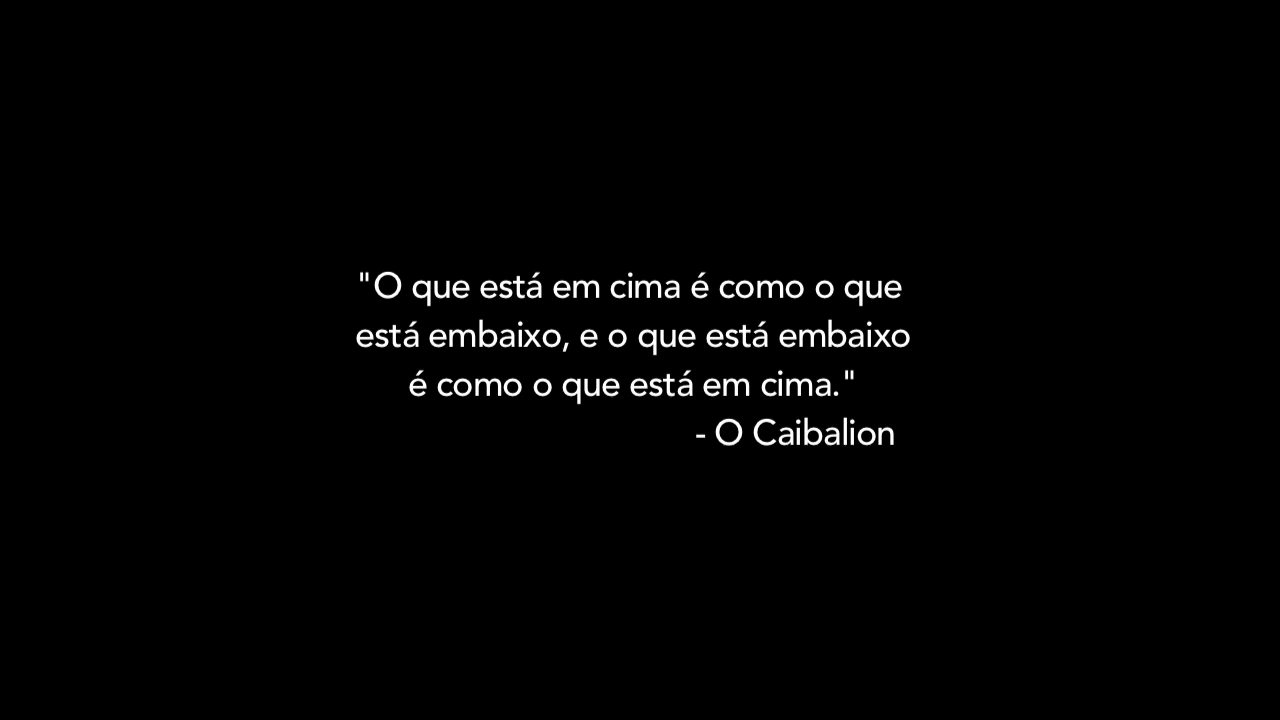 "O que está em cima é como o que
está embaixo, e o que está embaixo
é como o que está em cima."
- O Caibalion